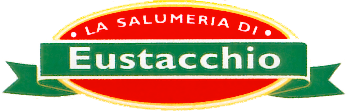 • LA SALUMERIA DI •
Eustacchio